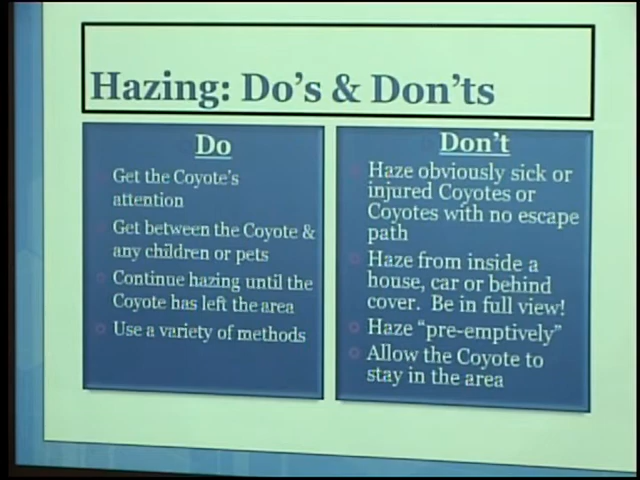 Hazing: Do's & Don'ts
Do
Get the Coyote's
attention
Get between the Coyote &
any children or pets
Continue hazing until the
Coyote has left the area
Use a variety of methods
Don't
Haze obviously sick or
injured Coyotes or
Coyotes with no escape
path
Haze from inside a
house, car or behind
cover. Be in full view!
Haze "pre-emptively"
Allow the Coyote to
stay in the area